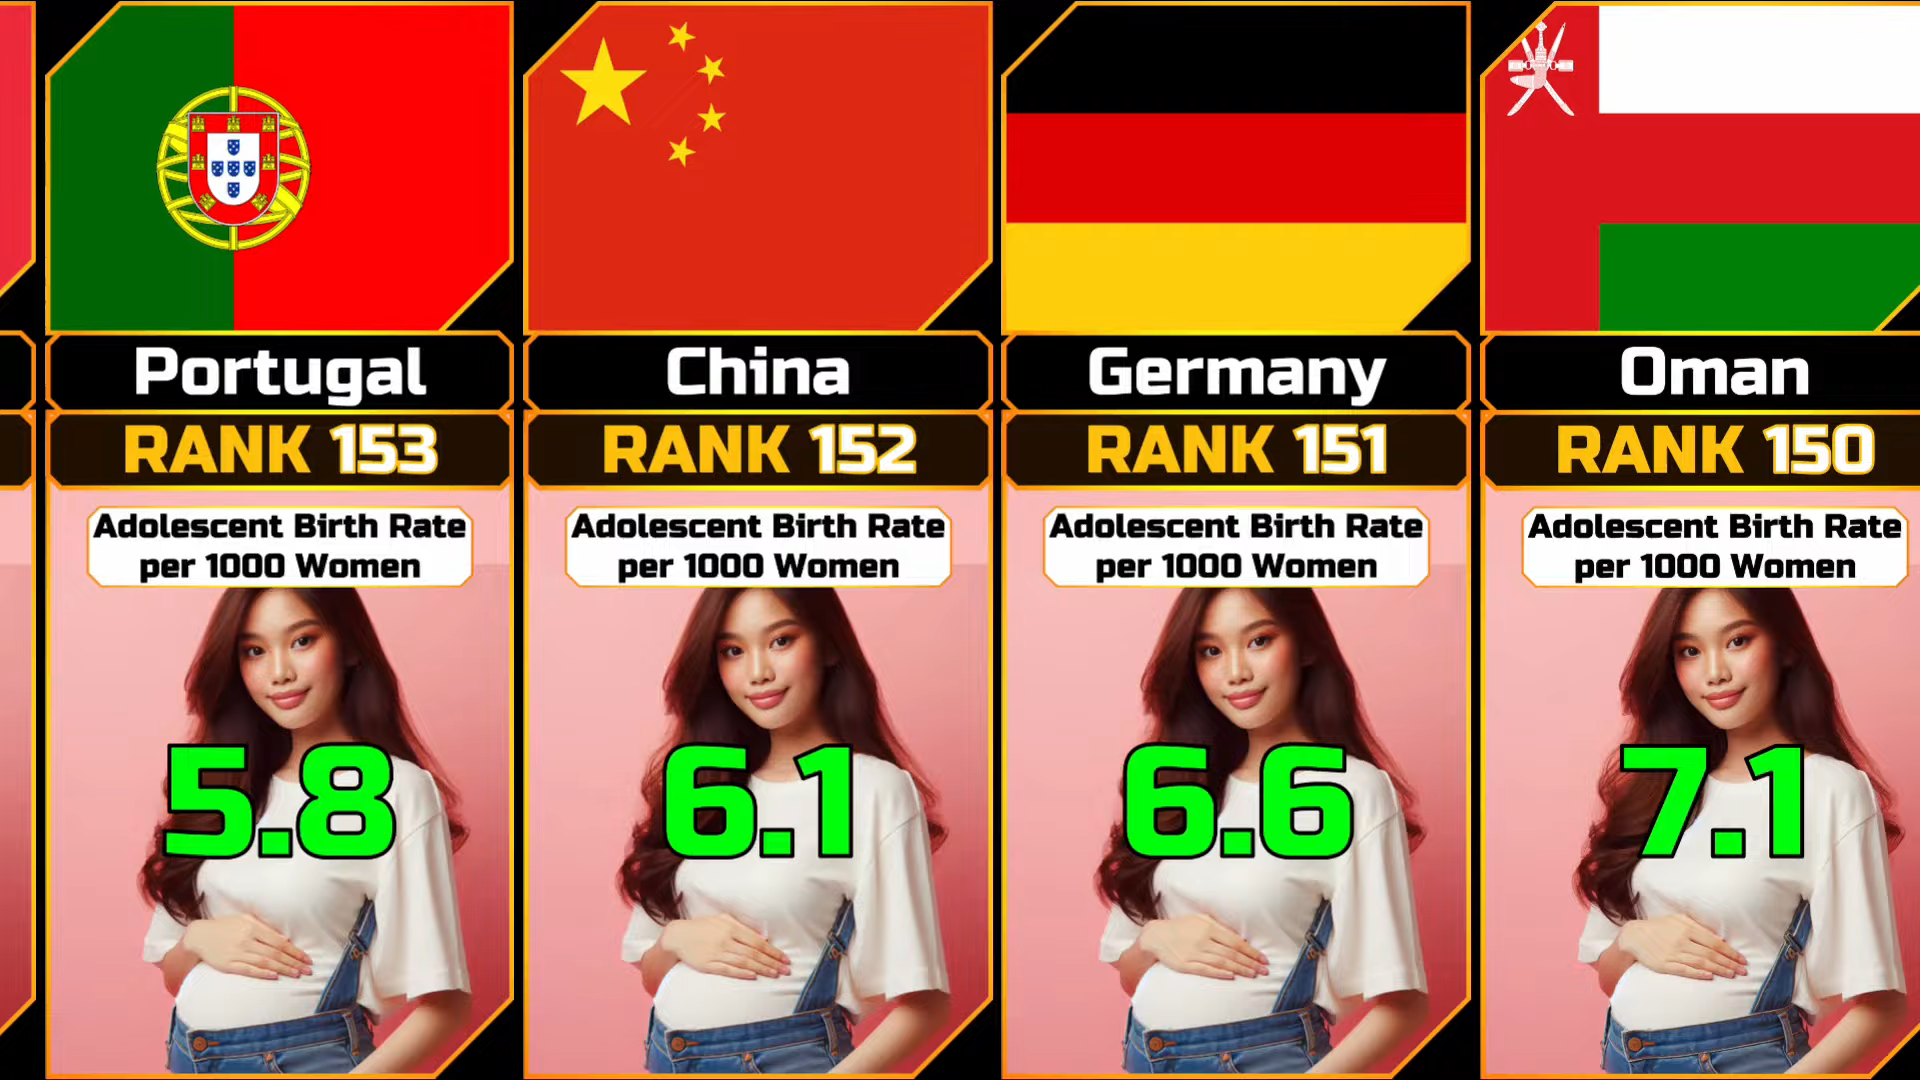 Portugal
RANK 153
Adolescent Birth Rate
per 1000 Women
5.8
China
RANK 152
Adolescent Birth Rate
per 1000 Women
6.1
Germany
RANK 151
Adolescent Birth Rate
per 1000 Women
6.6
Oman
RANK 150
Adolescent Birth Rate
per 1000 Women
7.1